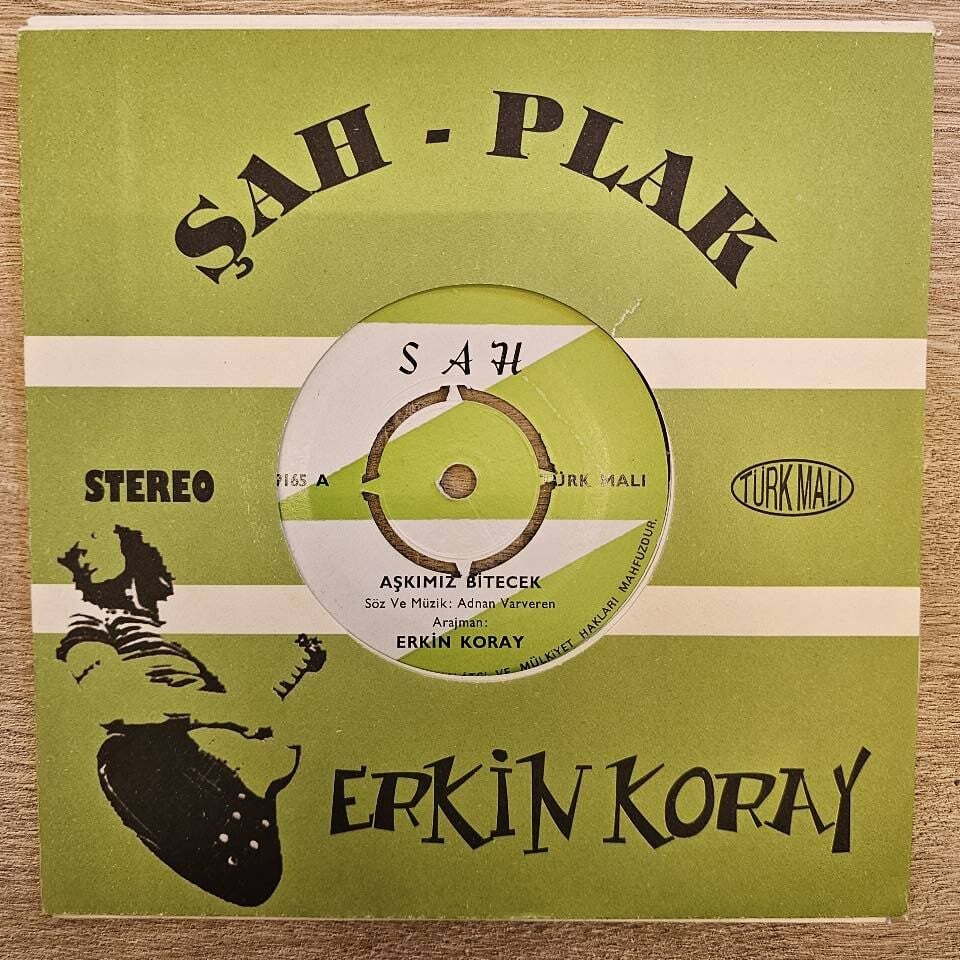 ŞAH - PLAK
SAH
STEREO
165 A
TÜRK MALI
TÜRK MALI
AŞKIMIZ BİTECEK
Söz Ve Müzik: Adnan Varveren
Arajman:
ERKİN KORAY
VE MÜLKİYET HAKLARI MAHFUZDUR.
ERKİN KORAY